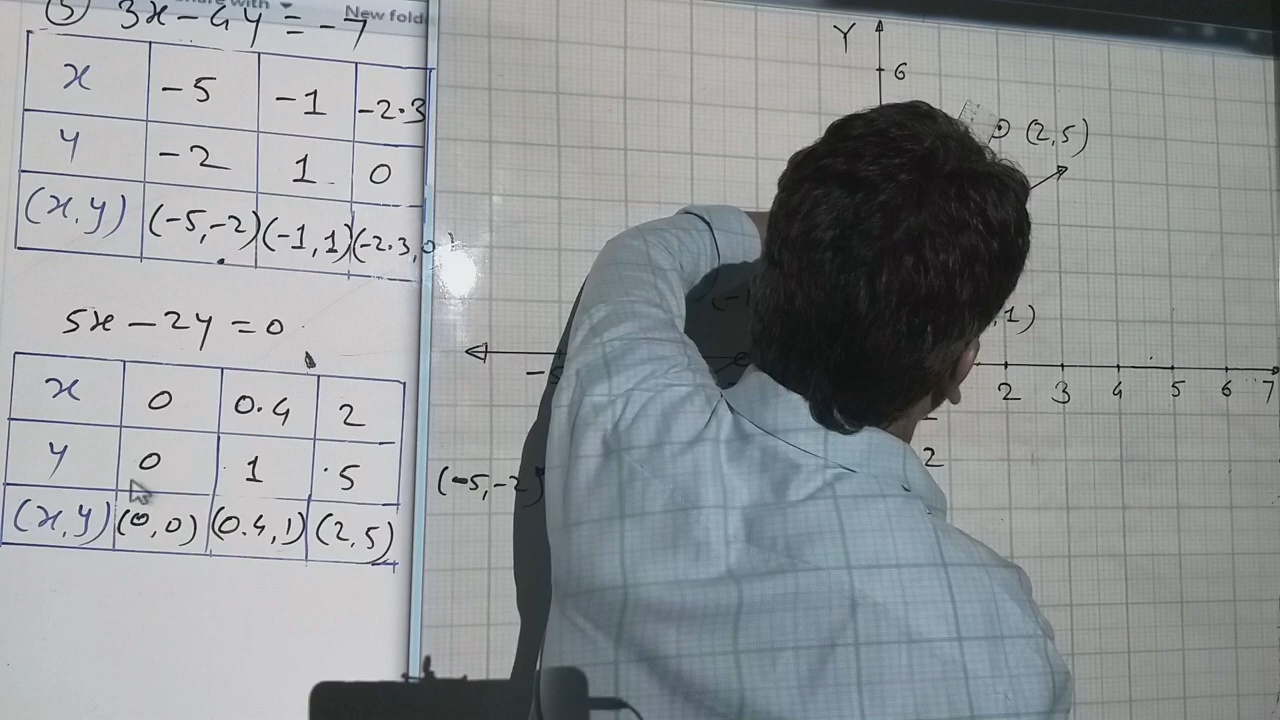 New fold
(5) 3x - 4y = -7
x -5 -1 -2.3
y -2 1 0
(x,y) (-5,-2) (-1,1) (-2.3,0)
5x - 2y = 0
x 0 0.4 2
y 0 1 5
(x,y) (0,0) (0.4,1) (2,5)
Y
6
(2,5)
,1)
2 3 4 5 6 7
2
(-5,-2)